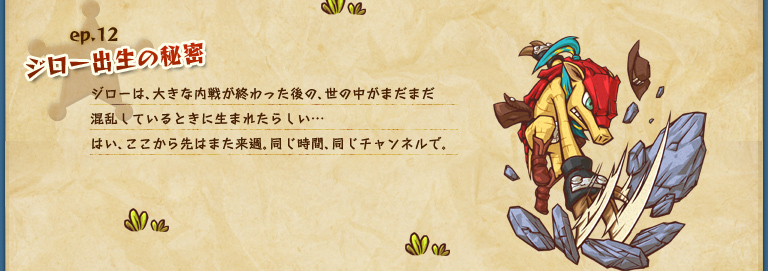 ep.12
ジロー出生の秘密
ジローは、大きな内戦が終わった後の、世の中がまだまだ
混乱しているときに生まれたらしい…
はい、ここから先はまた来週。同じ時間、同じチャンネルで。